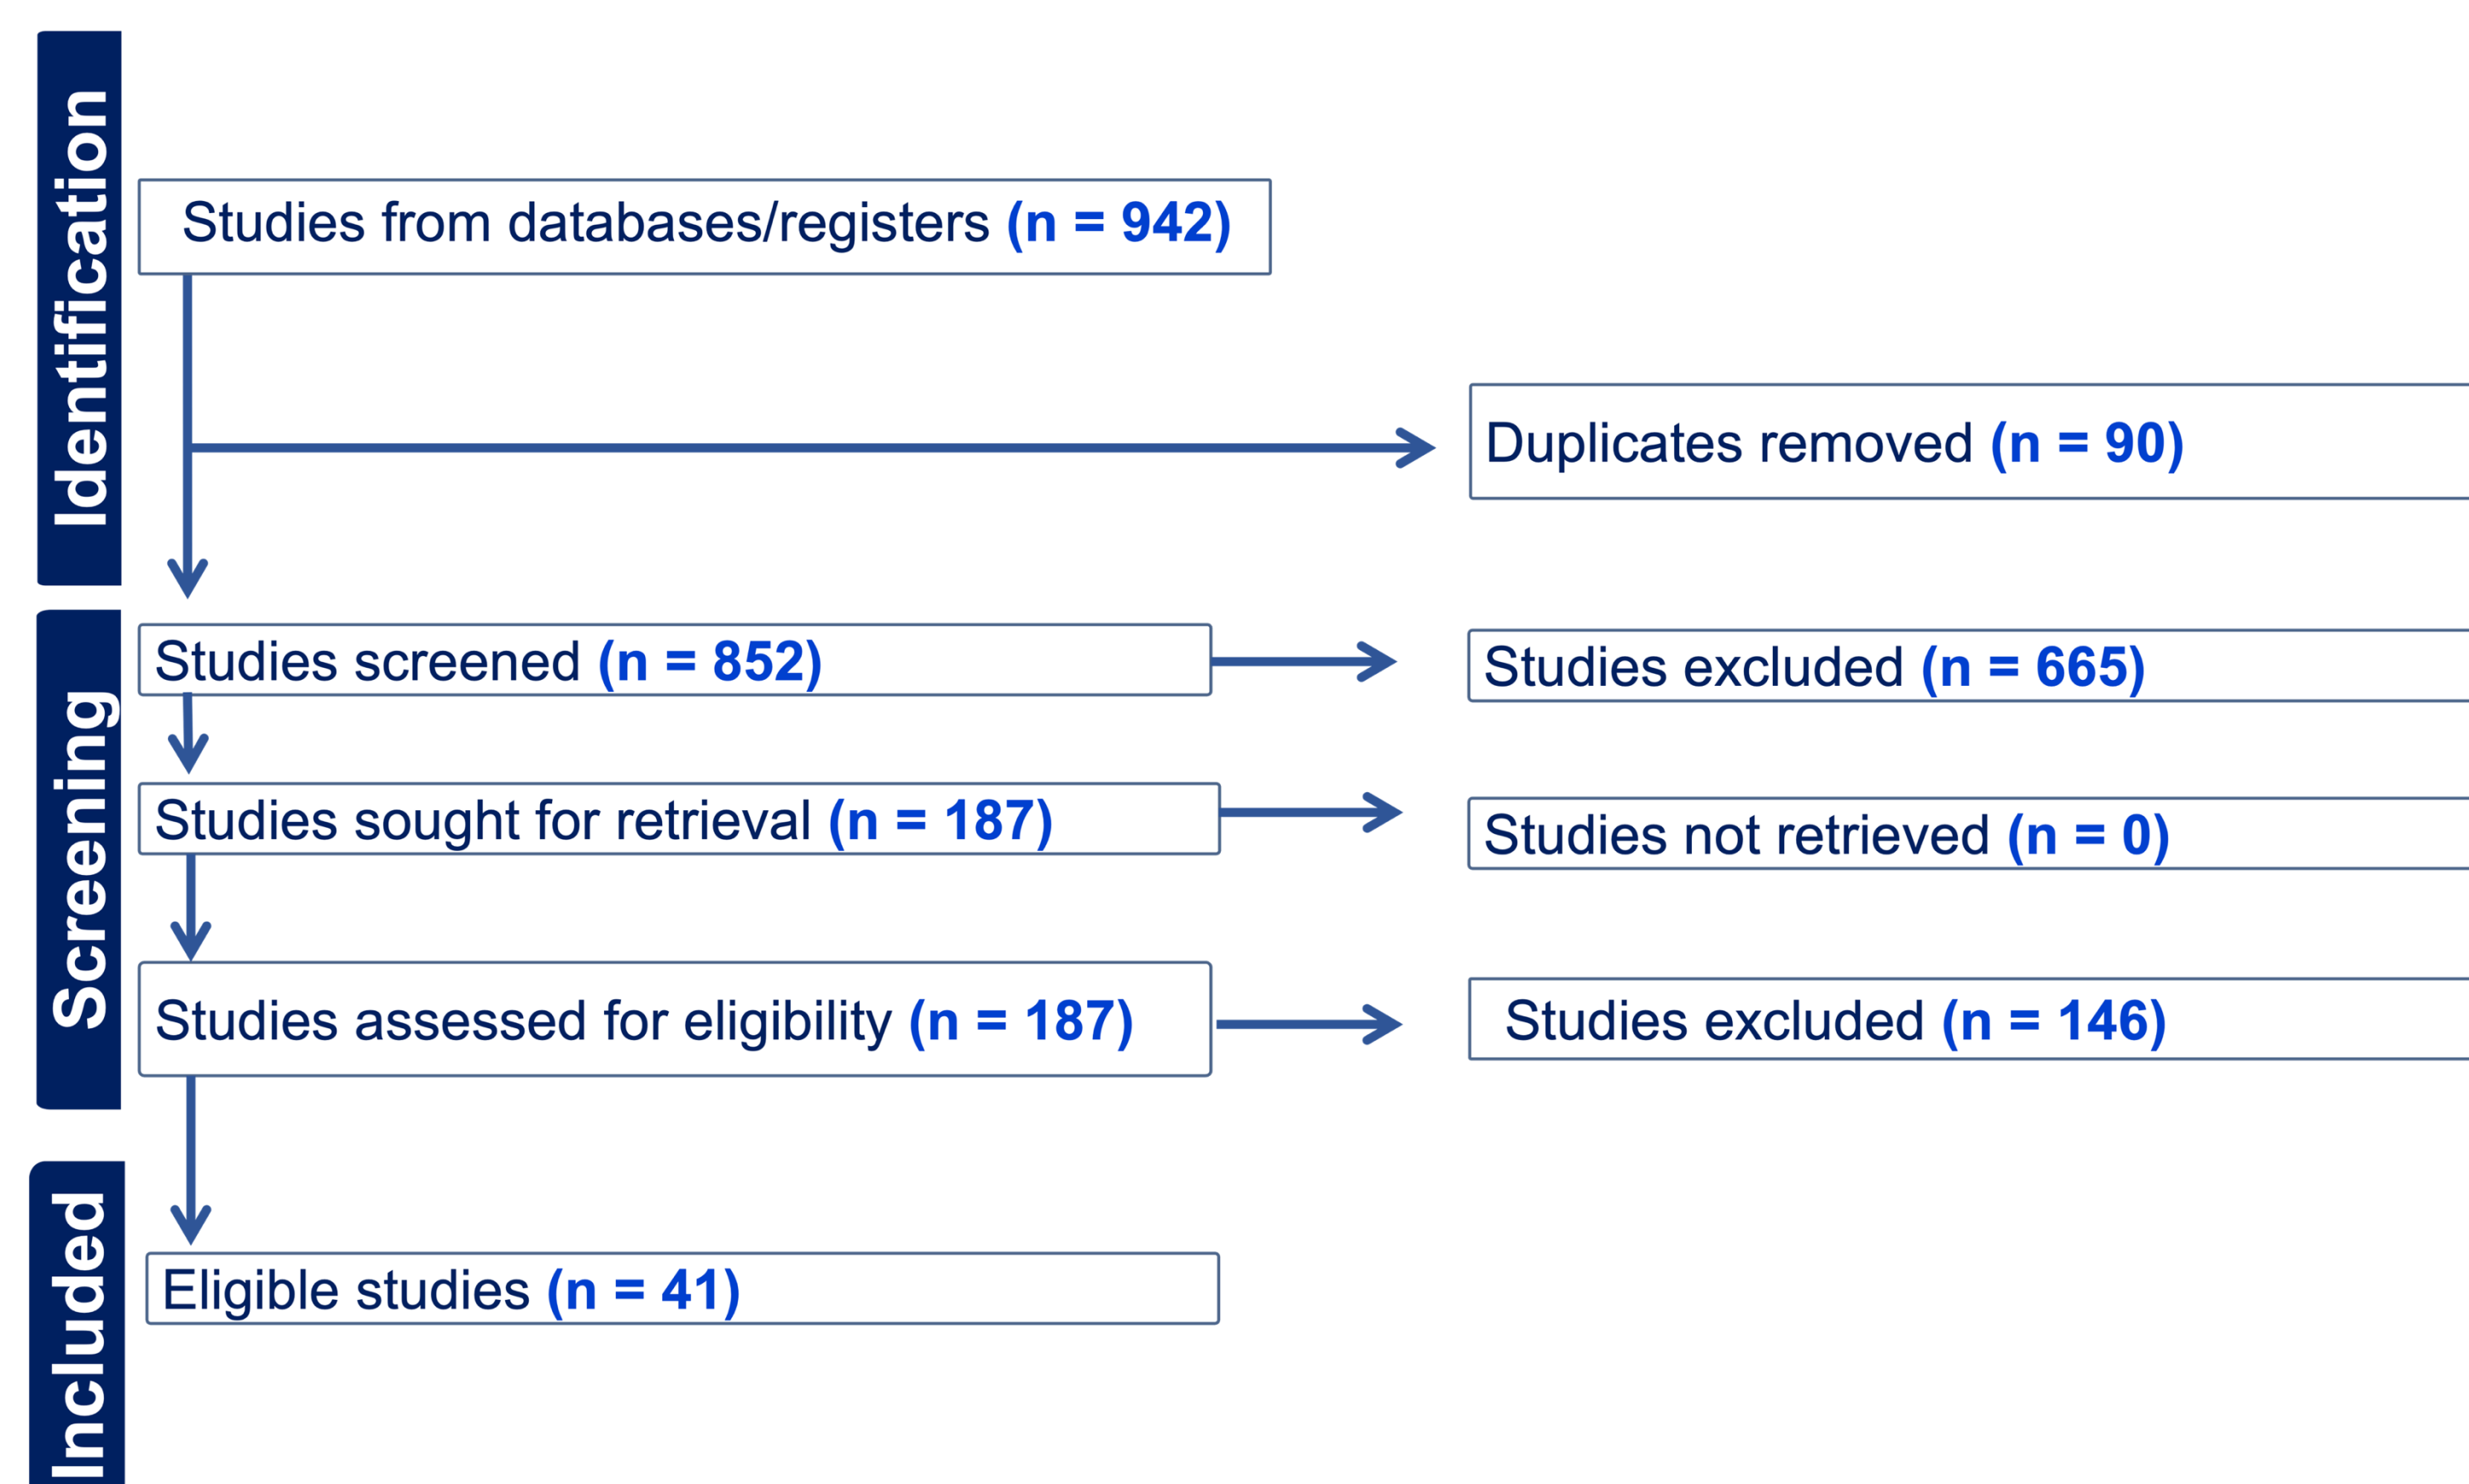 Identification
Studies from databases/registers (n = 942)
Duplicates removed (n = 90)
Screening
Studies screened (n = 852)
Studies excluded (n = 665)
Studies sought for retrieval (n = 187)
Studies not retrieved (n = 0)
Studies assessed for eligibility (n = 187)
Studies excluded (n = 146)
Included
Eligible studies (n = 41)